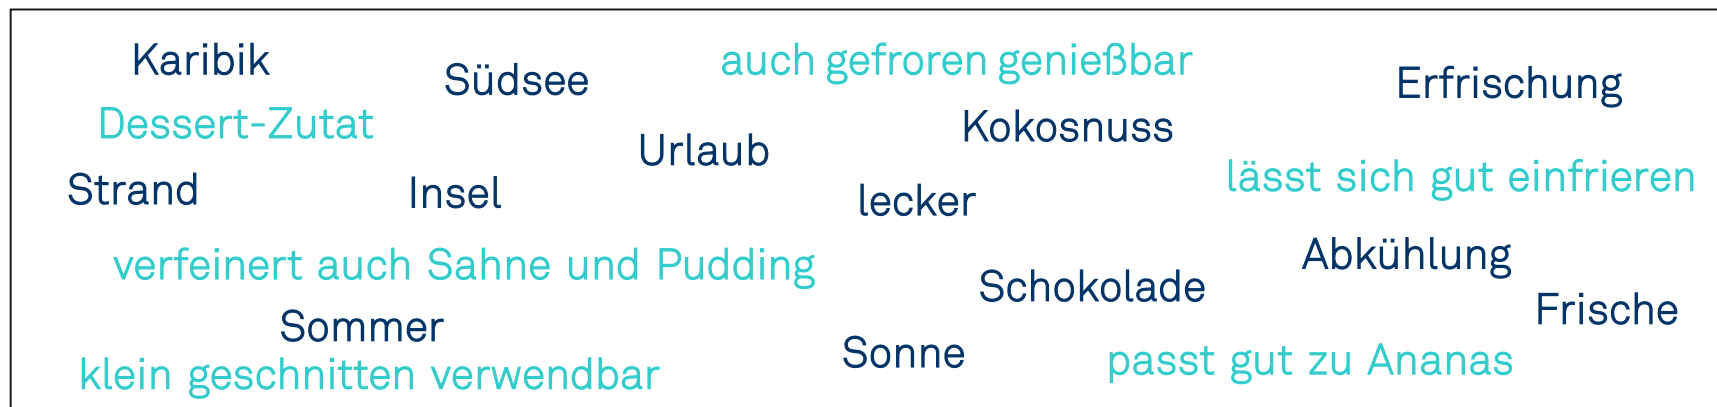 Karibik
Südsee
auch gefroren genießbar
Erfrischung
Dessert-Zutat
Kokosnuss
Urlaub
lässt sich gut einfrieren
Strand
Insel
lecker
verfeinert auch Sahne und Pudding
Abkühlung
Schokolade
Frische
Sommer
Sonne
passt gut zu Ananas
klein geschnitten verwendbar